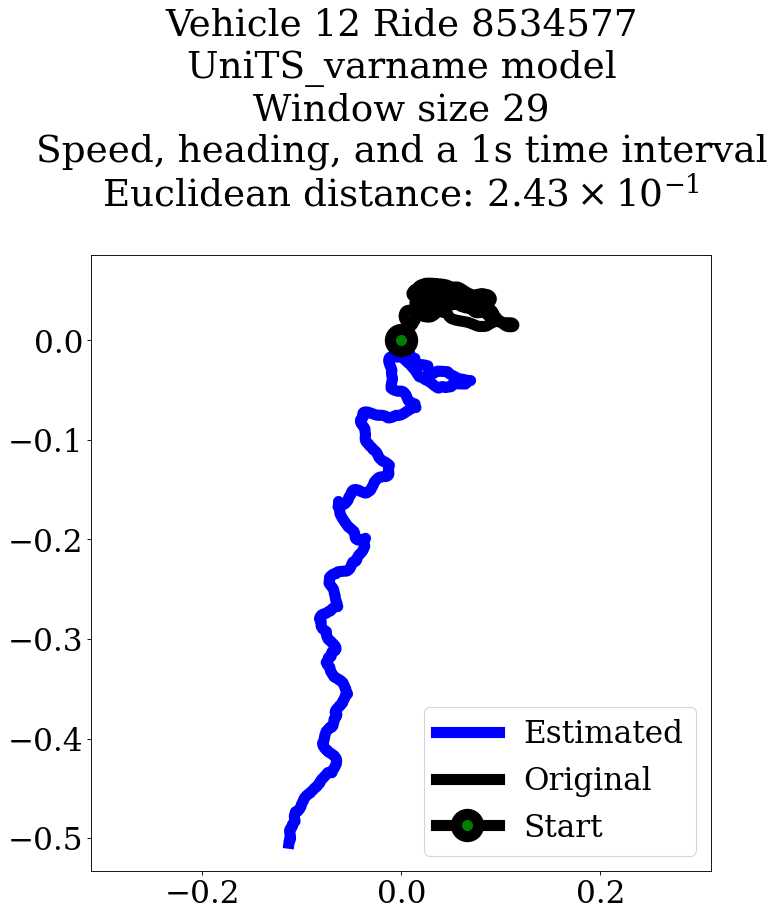 Vehicle 12 Ride 8534577
UniTS_varname model
Window size 29
Speed, heading, and a 1s time interval
Euclidean distance: 2.43 × 10⁻¹
0.0
−0.1
−0.2
−0.3
−0.4
−0.5
Estimated
Original
Start
−0.2
0.0
0.2